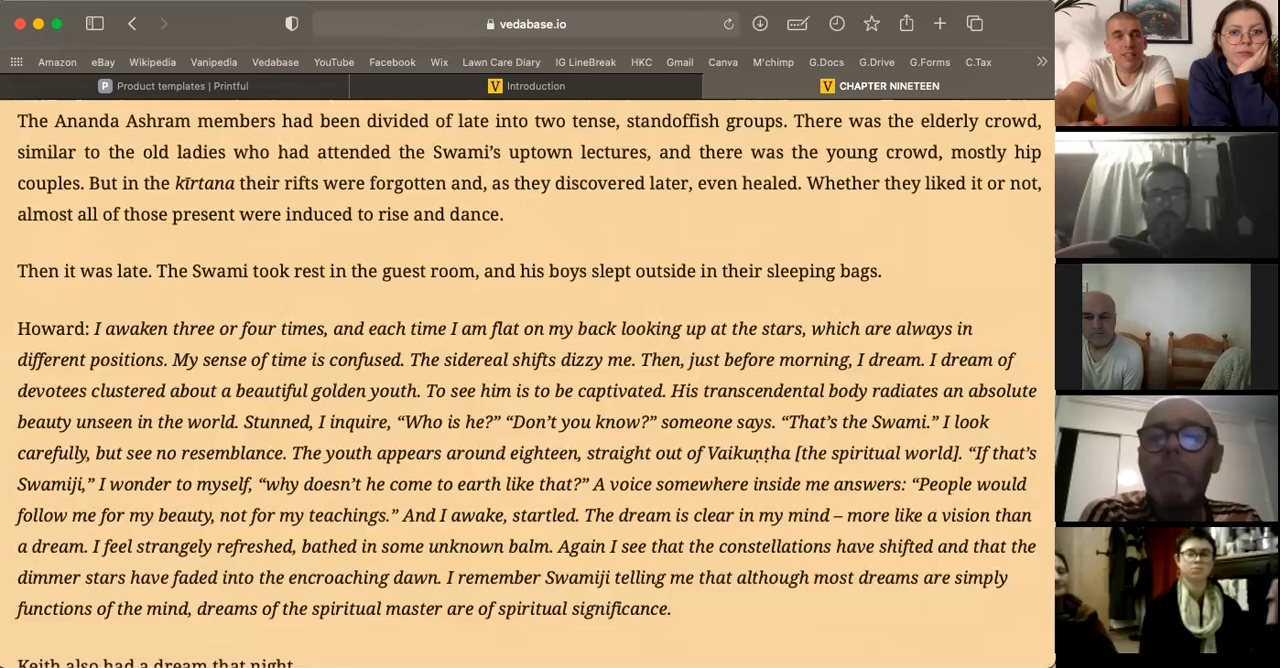 vedabase.io
Amazon eBay Wikipedia Vanipedia Vedabase YouTube Facebook Wix Lawn Care Diary IG LineBreak HKC Gmail Canva M'chimp G.Docs G.Drive G.Forms C.Tax
P Product templates | Printful V Introduction V CHAPTER NINETEEN
The Ananda Ashram members had been divided of late into two tense, standoffish groups. There was the elderly crowd,
similar to the old ladies who had attended the Swami’s uptown lectures, and there was the young crowd, mostly hip
couples. But in the kīrtana their rifts were forgotten and, as they discovered later, even healed. Whether they liked it or not,
almost all of those present were induced to rise and dance.
Then it was late. The Swami took rest in the guest room, and his boys slept outside in their sleeping bags.
Howard: I awaken three or four times, and each time I am flat on my back looking up at the stars, which are always in
different positions. My sense of time is confused. The sidereal shifts dizzy me. Then, just before morning, I dream. I dream of
devotees clustered about a beautiful golden youth. To see him is to be captivated. His transcendental body radiates an absolute
beauty unseen in the world. Stunned, I inquire, “Who is he?” “Don’t you know?” someone says. “That’s the Swami.” I look
carefully, but see no resemblance. The youth appears around eighteen, straight out of Vaikuṇṭha [the spiritual world]. “If that’s
Swamiji,” I wonder to myself, “why doesn’t he come to earth like that?” A voice somewhere inside me answers: “People would
follow me for my beauty, not for my teachings.” And I awake, startled. The dream is clear in my mind – more like a vision than
a dream. I feel strangely refreshed, bathed in some unknown balm. Again I see that the constellations have shifted and that the
dimmer stars have faded into the encroaching dawn. I remember Swamiji telling me that although most dreams are simply
functions of the mind, dreams of the spiritual master are of spiritual significance.
Keith also had a dream that night